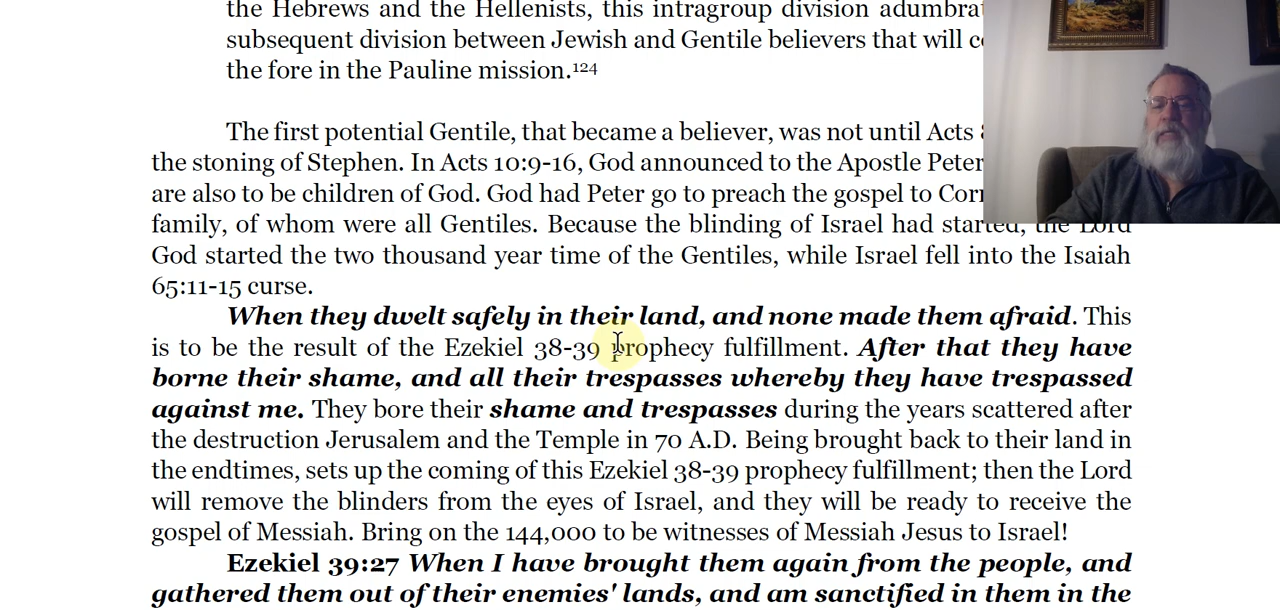 the Hebrews and the Hellenists, this intragroup division adumbrat
subsequent division between Jewish and Gentile believers that will c
the fore in the Pauline mission.¹²⁴
The first potential Gentile, that became a believer, was not until Acts
the stoning of Stephen. In Acts 10:9-16, God announced to the Apostle Peter
are also to be children of God. God had Peter go to preach the gospel to Cor
family, of whom were all Gentiles. Because the blinding of Israel had started, the Lord
God started the two thousand year time of the Gentiles, while Israel fell into the Isaiah
65:11-15 curse.
When they dwelt safely in their land, and none made them afraid. This
is to be the result of the Ezekiel 38-39 prophecy fulfillment. After that they have
borne their shame, and all their trespasses whereby they have trespassed
against me. They bore their shame and trespasses during the years scattered after
the destruction Jerusalem and the Temple in 70 A.D. Being brought back to their land in
the endtimes, sets up the coming of this Ezekiel 38-39 prophecy fulfillment; then the Lord
will remove the blinders from the eyes of Israel, and they will be ready to receive the
gospel of Messiah. Bring on the 144,000 to be witnesses of Messiah Jesus to Israel!
Ezekiel 39:27 When I have brought them again from the people, and
gathered them out of their enemies' lands, and am sanctified in them in the